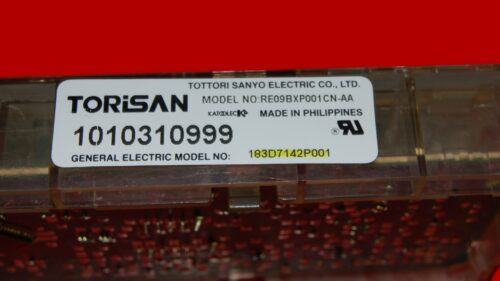 TOTTORI SANYO ELECTRIC CO., LTD.
TORiSAN MODEL NO:RE09BXP001CN-AA
KATOLEC MADE IN PHILIPPINES
1010310999
GENERAL ELECTRIC MODEL NO: 183D7142P001